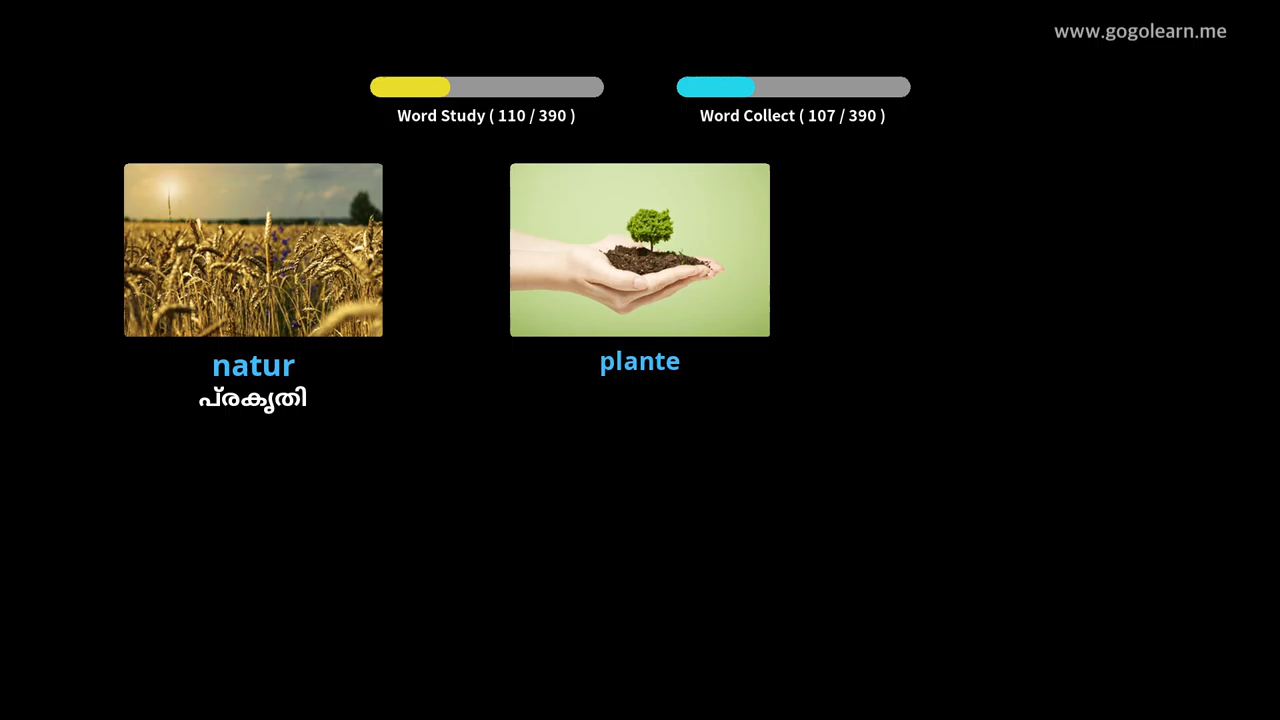 www.gogolearn.me
Word Study ( 110 / 390 )
Word Collect ( 107 / 390 )
natur
പ്രകൃതി
plante